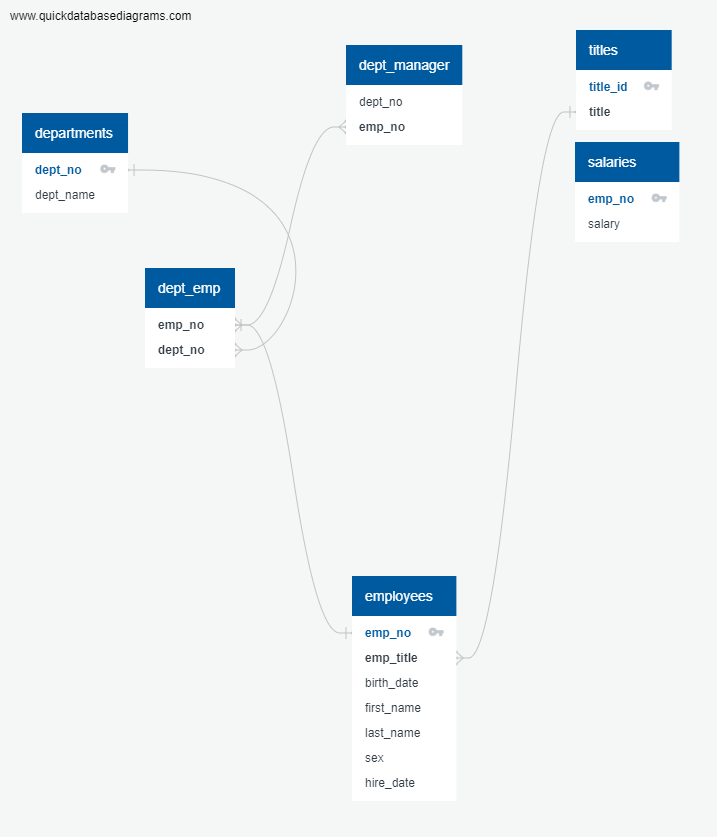 www.quickdatabasediagrams.com
departments
dept_no
dept_name
dept_manager
dept_no
emp_no
titles
title_id
title
salaries
emp_no
salary
dept_emp
emp_no
dept_no
employees
emp_no
emp_title
birth_date
first_name
last_name
sex
hire_date